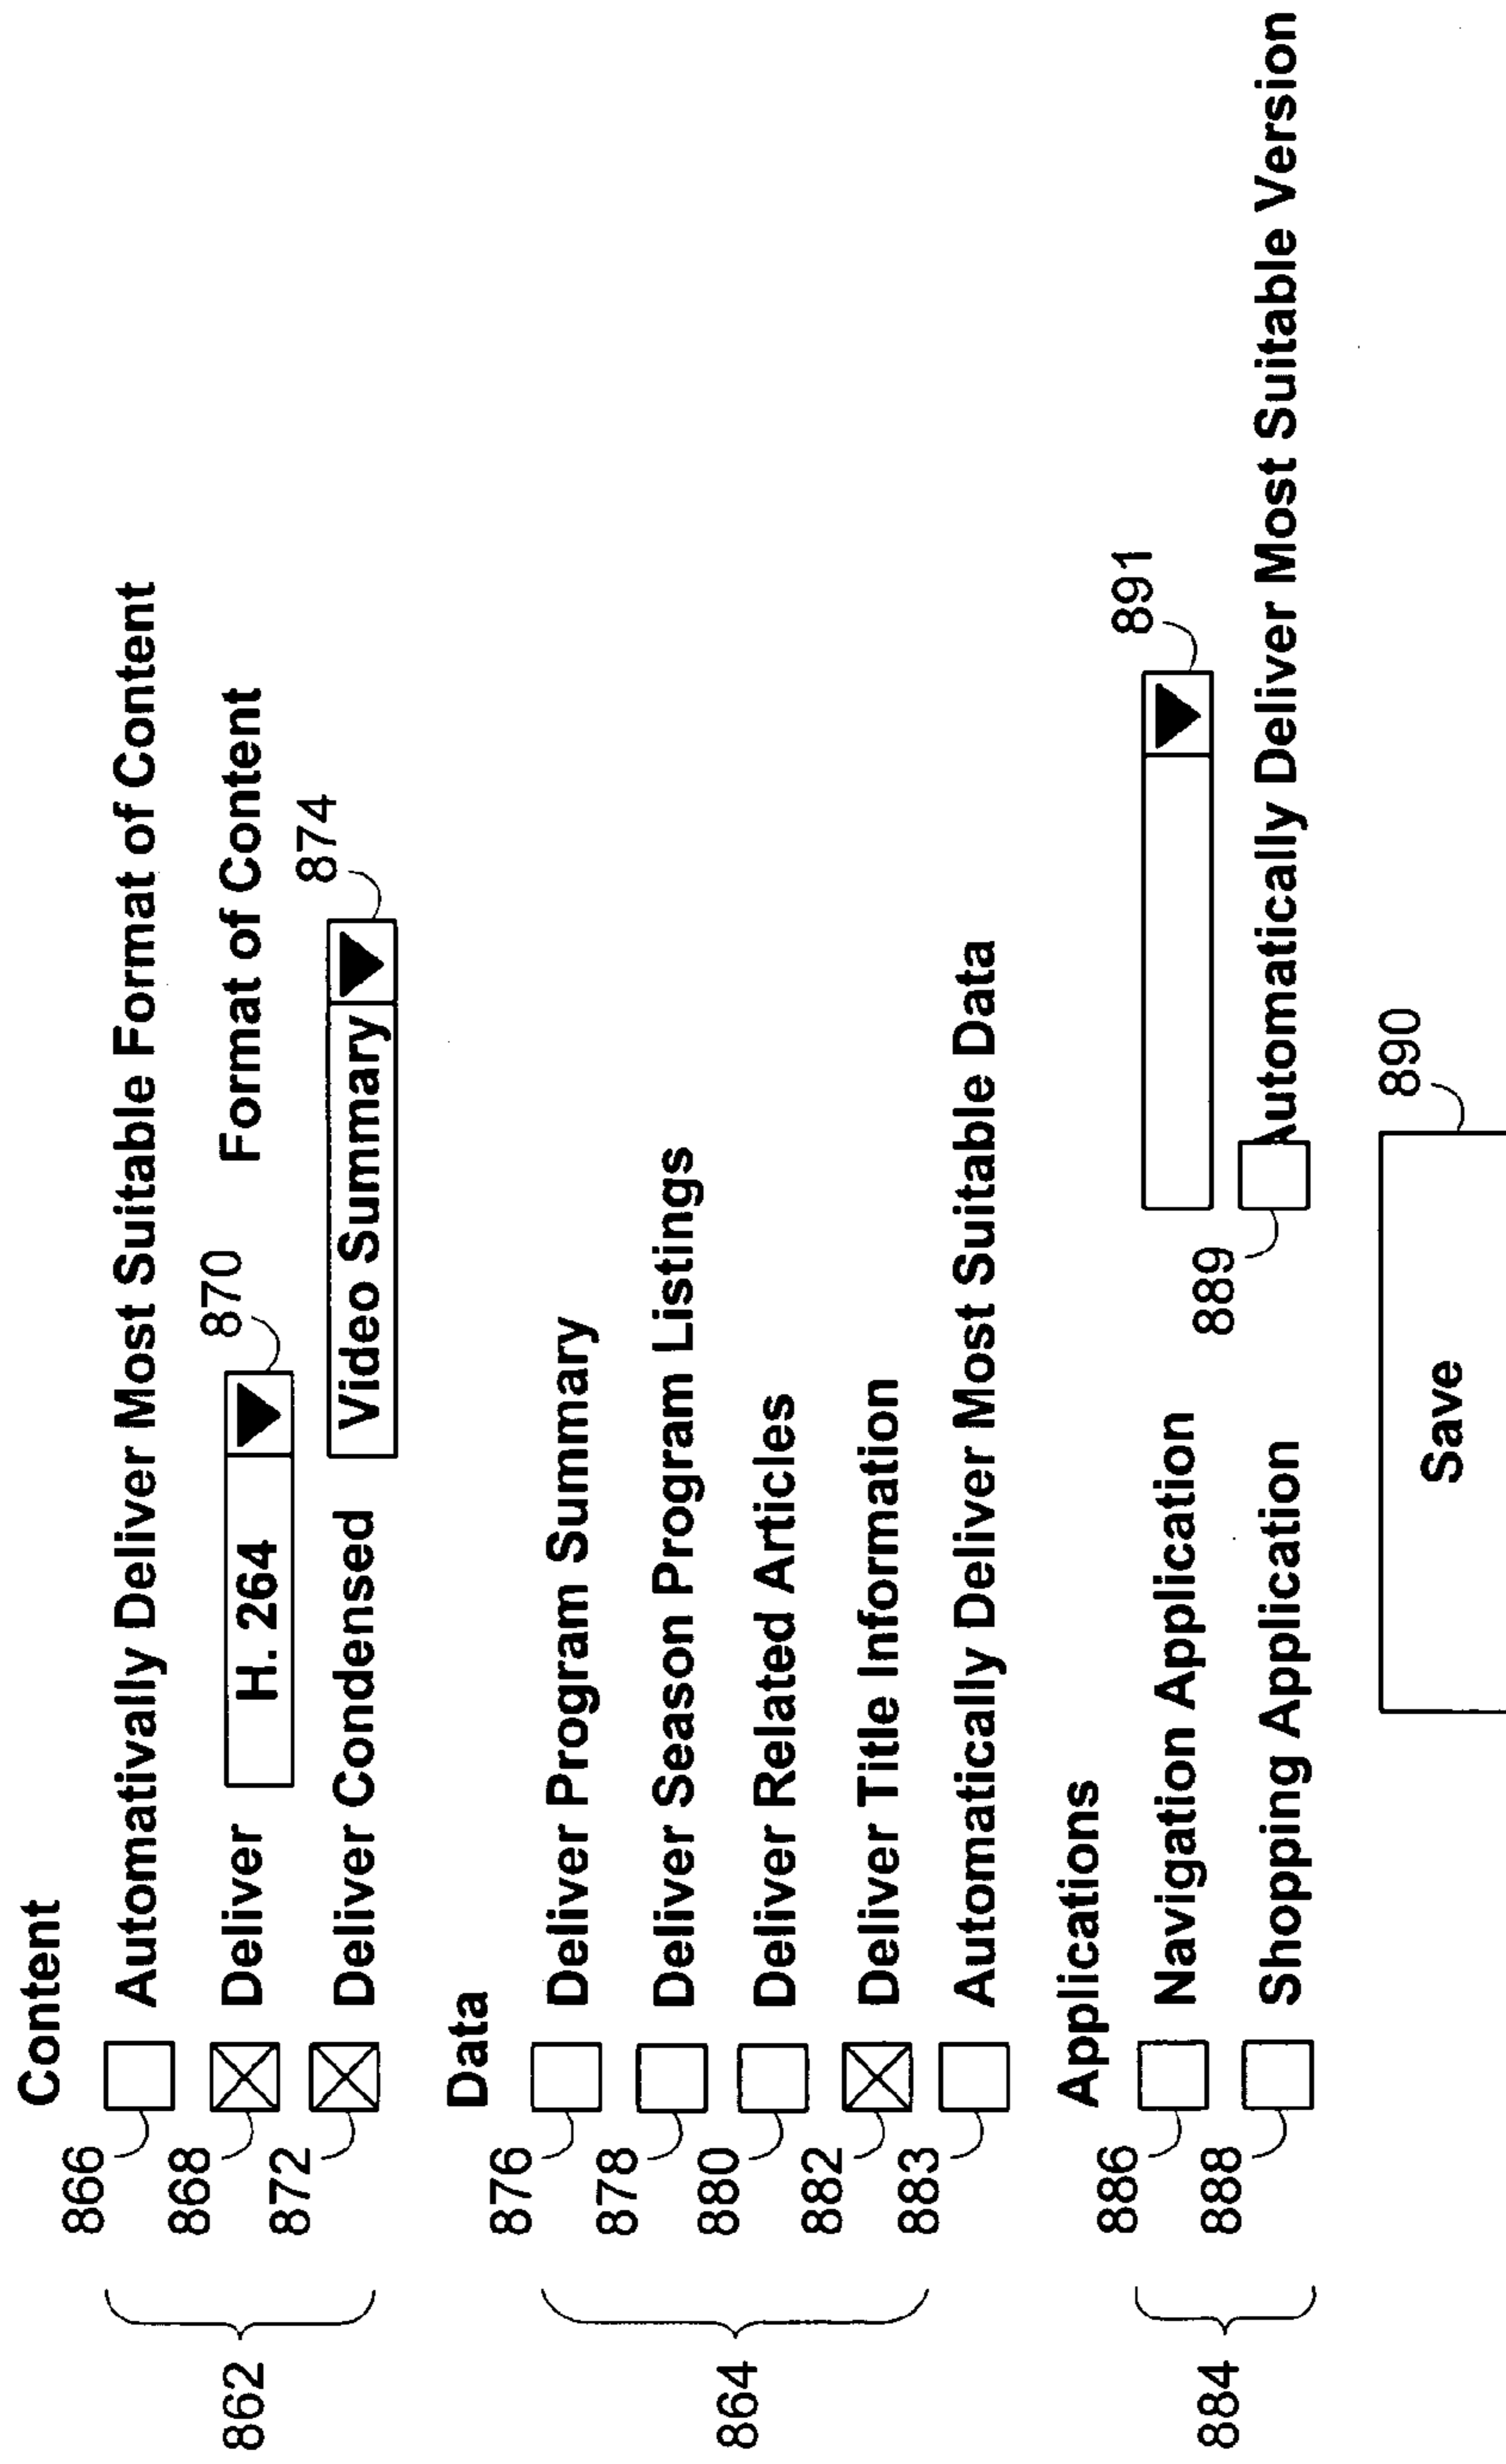 Content
866 Automativally Deliver Most Suitable Format of Content
868 Deliver H. 264 870 Format of Content
862
872 Deliver Condensed Video Summary 874
Data
876 Deliver Program Summary
878 Deliver Season Program Listings
864
880 Deliver Related Articles
882 Deliver Title Information
883 Automatically Deliver Most Suitable Data
Applications
886 Navigation Application 891
884
888 Shopping Application 889 Automatically Deliver Most Suitable Version
Save 890